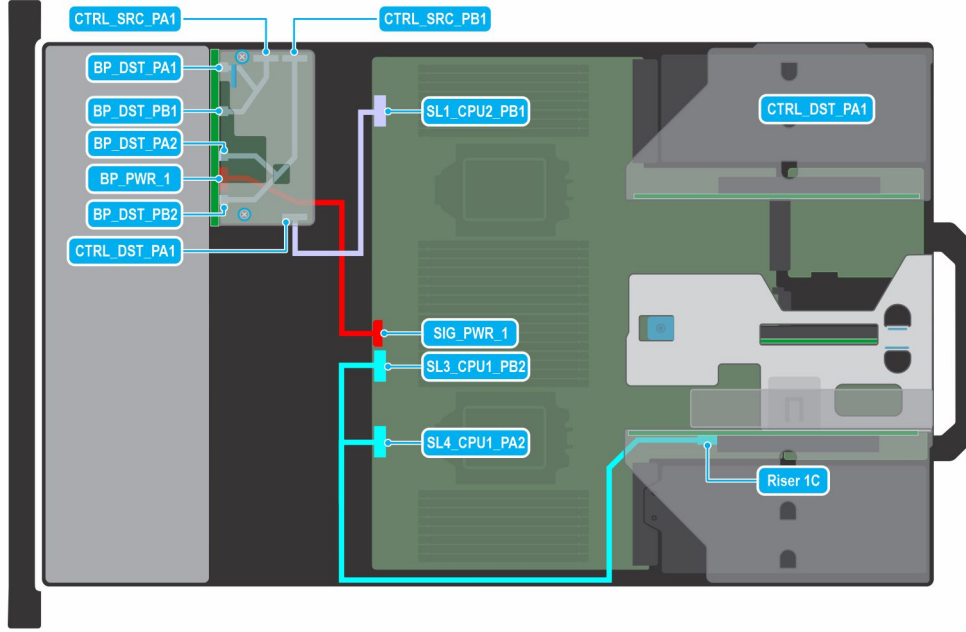 CTRL_SRC_PA1
CTRL_SRC_PB1
BP_DST_PA1
BP_DST_PB1
BP_DST_PA2
BP_PWR_1
BP_DST_PB2
CTRL_DST_PA1
SL1_CPU2_PB1
CTRL_DST_PA1
SIG_PWR_1
SL3_CPU1_PB2
SL4_CPU1_PA2
Riser 1C